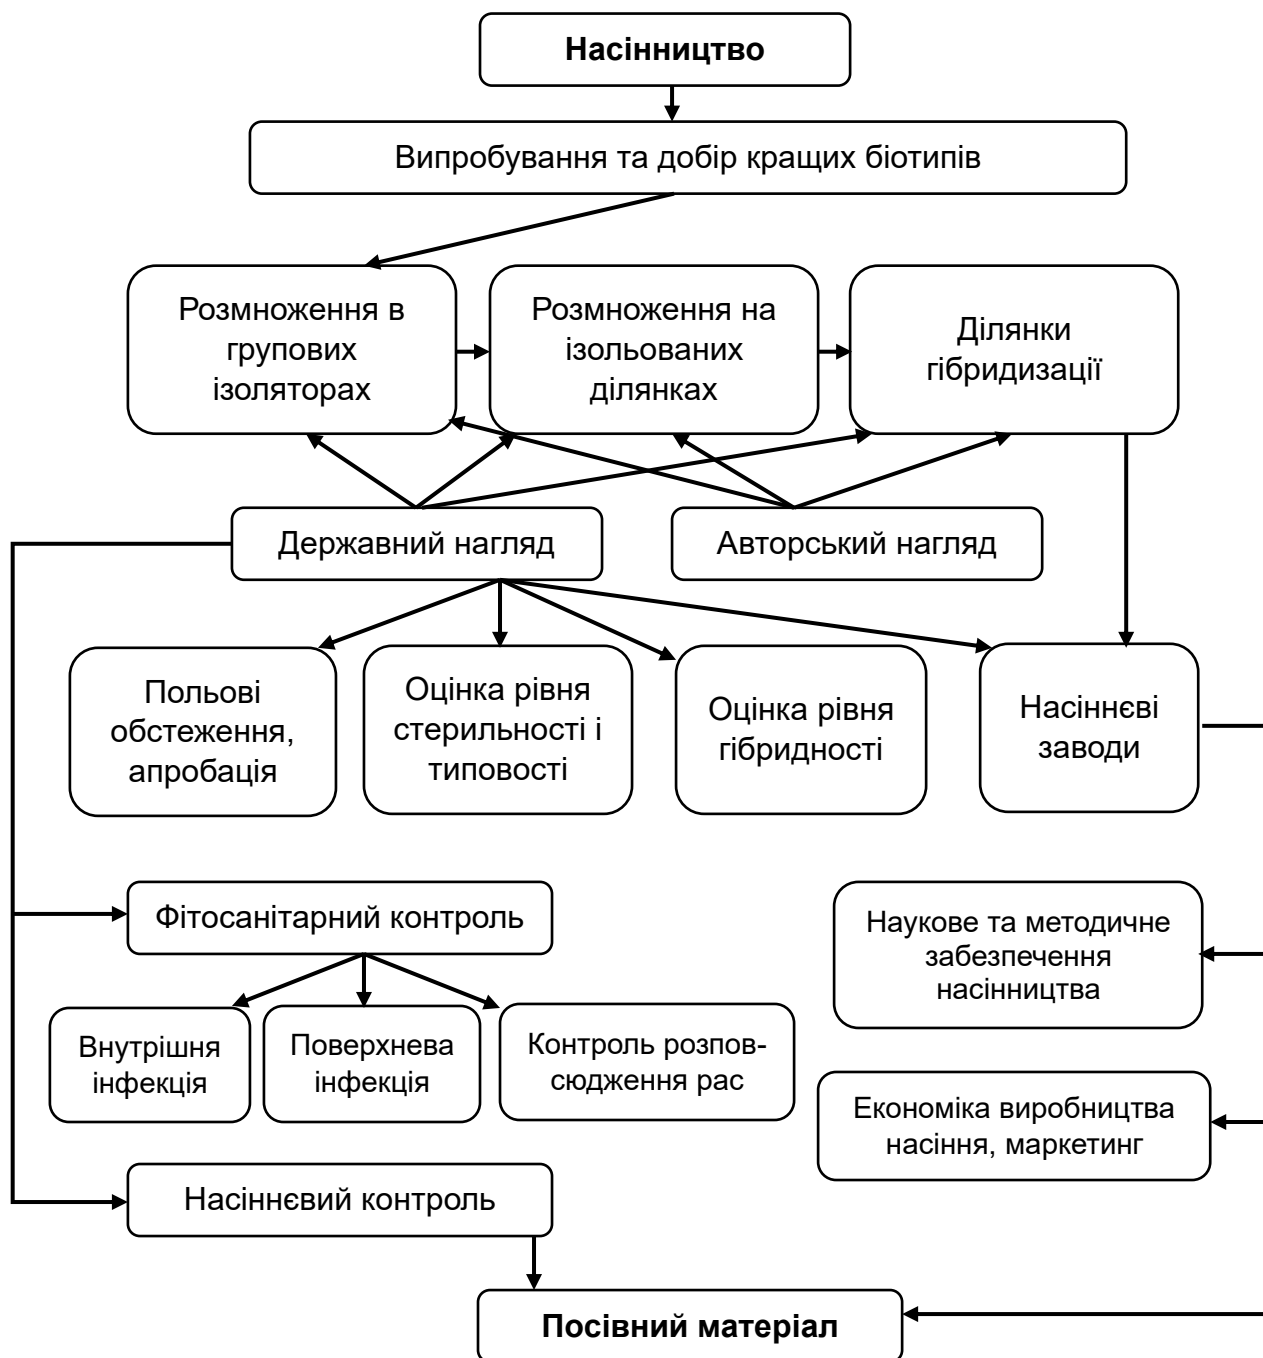 Насінництво
Випробування та добір кращих біотипів
Розмноження в
групових
ізоляторах
Розмноження на
ізольованих
ділянках
Ділянки
гібридизації
Державний нагляд
Авторський нагляд
Польові
обстеження,
апробація
Оцінка рівня
стерильності і
типовості
Оцінка рівня
гібридності
Насіннєві
заводи
Фітосанітарний контроль
Наукове та методичне
забезпечення
насінництва
Внутрішня
інфекція
Поверхнева
інфекція
Контроль розпов-
сюдження рас
Економіка виробництва
насіння, маркетинг
Насіннєвий контроль
Посівний матеріал